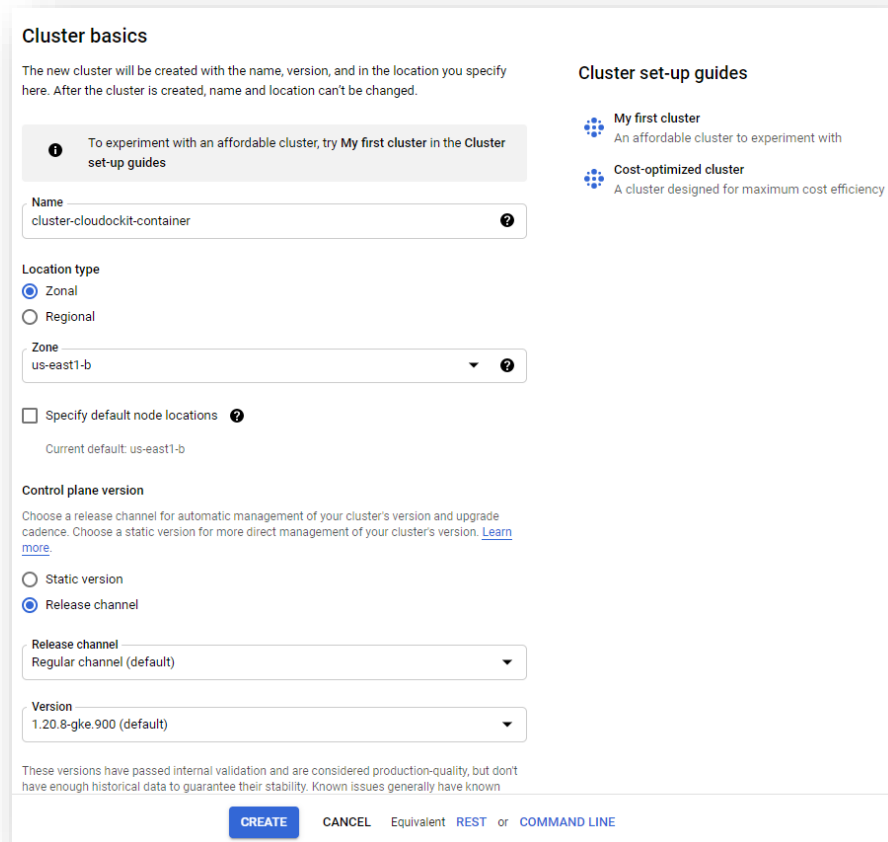 Cluster basics
The new cluster will be created with the name, version, and in the location you specify
here. After the cluster is created, name and location can't be changed.
To experiment with an affordable cluster, try My first cluster in the Cluster
set-up guides
Name
cluster-cloudockit-container
Location type
Zonal
Regional
Zone
us-east1-b
Specify default node locations
Current default: us-east1-b
Control plane version
Choose a release channel for automatic management of your cluster's version and upgrade
cadence. Choose a static version for more direct management of your cluster's version. Learn
more.
Static version
Release channel
Release channel
Regular channel (default)
Version
1.20.8-gke.900 (default)
These versions have passed internal validation and are considered production-quality, but don't
have enough historical data to guarantee their stability. Known issues generally have known
Cluster set-up guides
My first cluster
An affordable cluster to experiment with
Cost-optimized cluster
A cluster designed for maximum cost efficiency
CREATE CANCEL Equivalent REST or COMMAND LINE